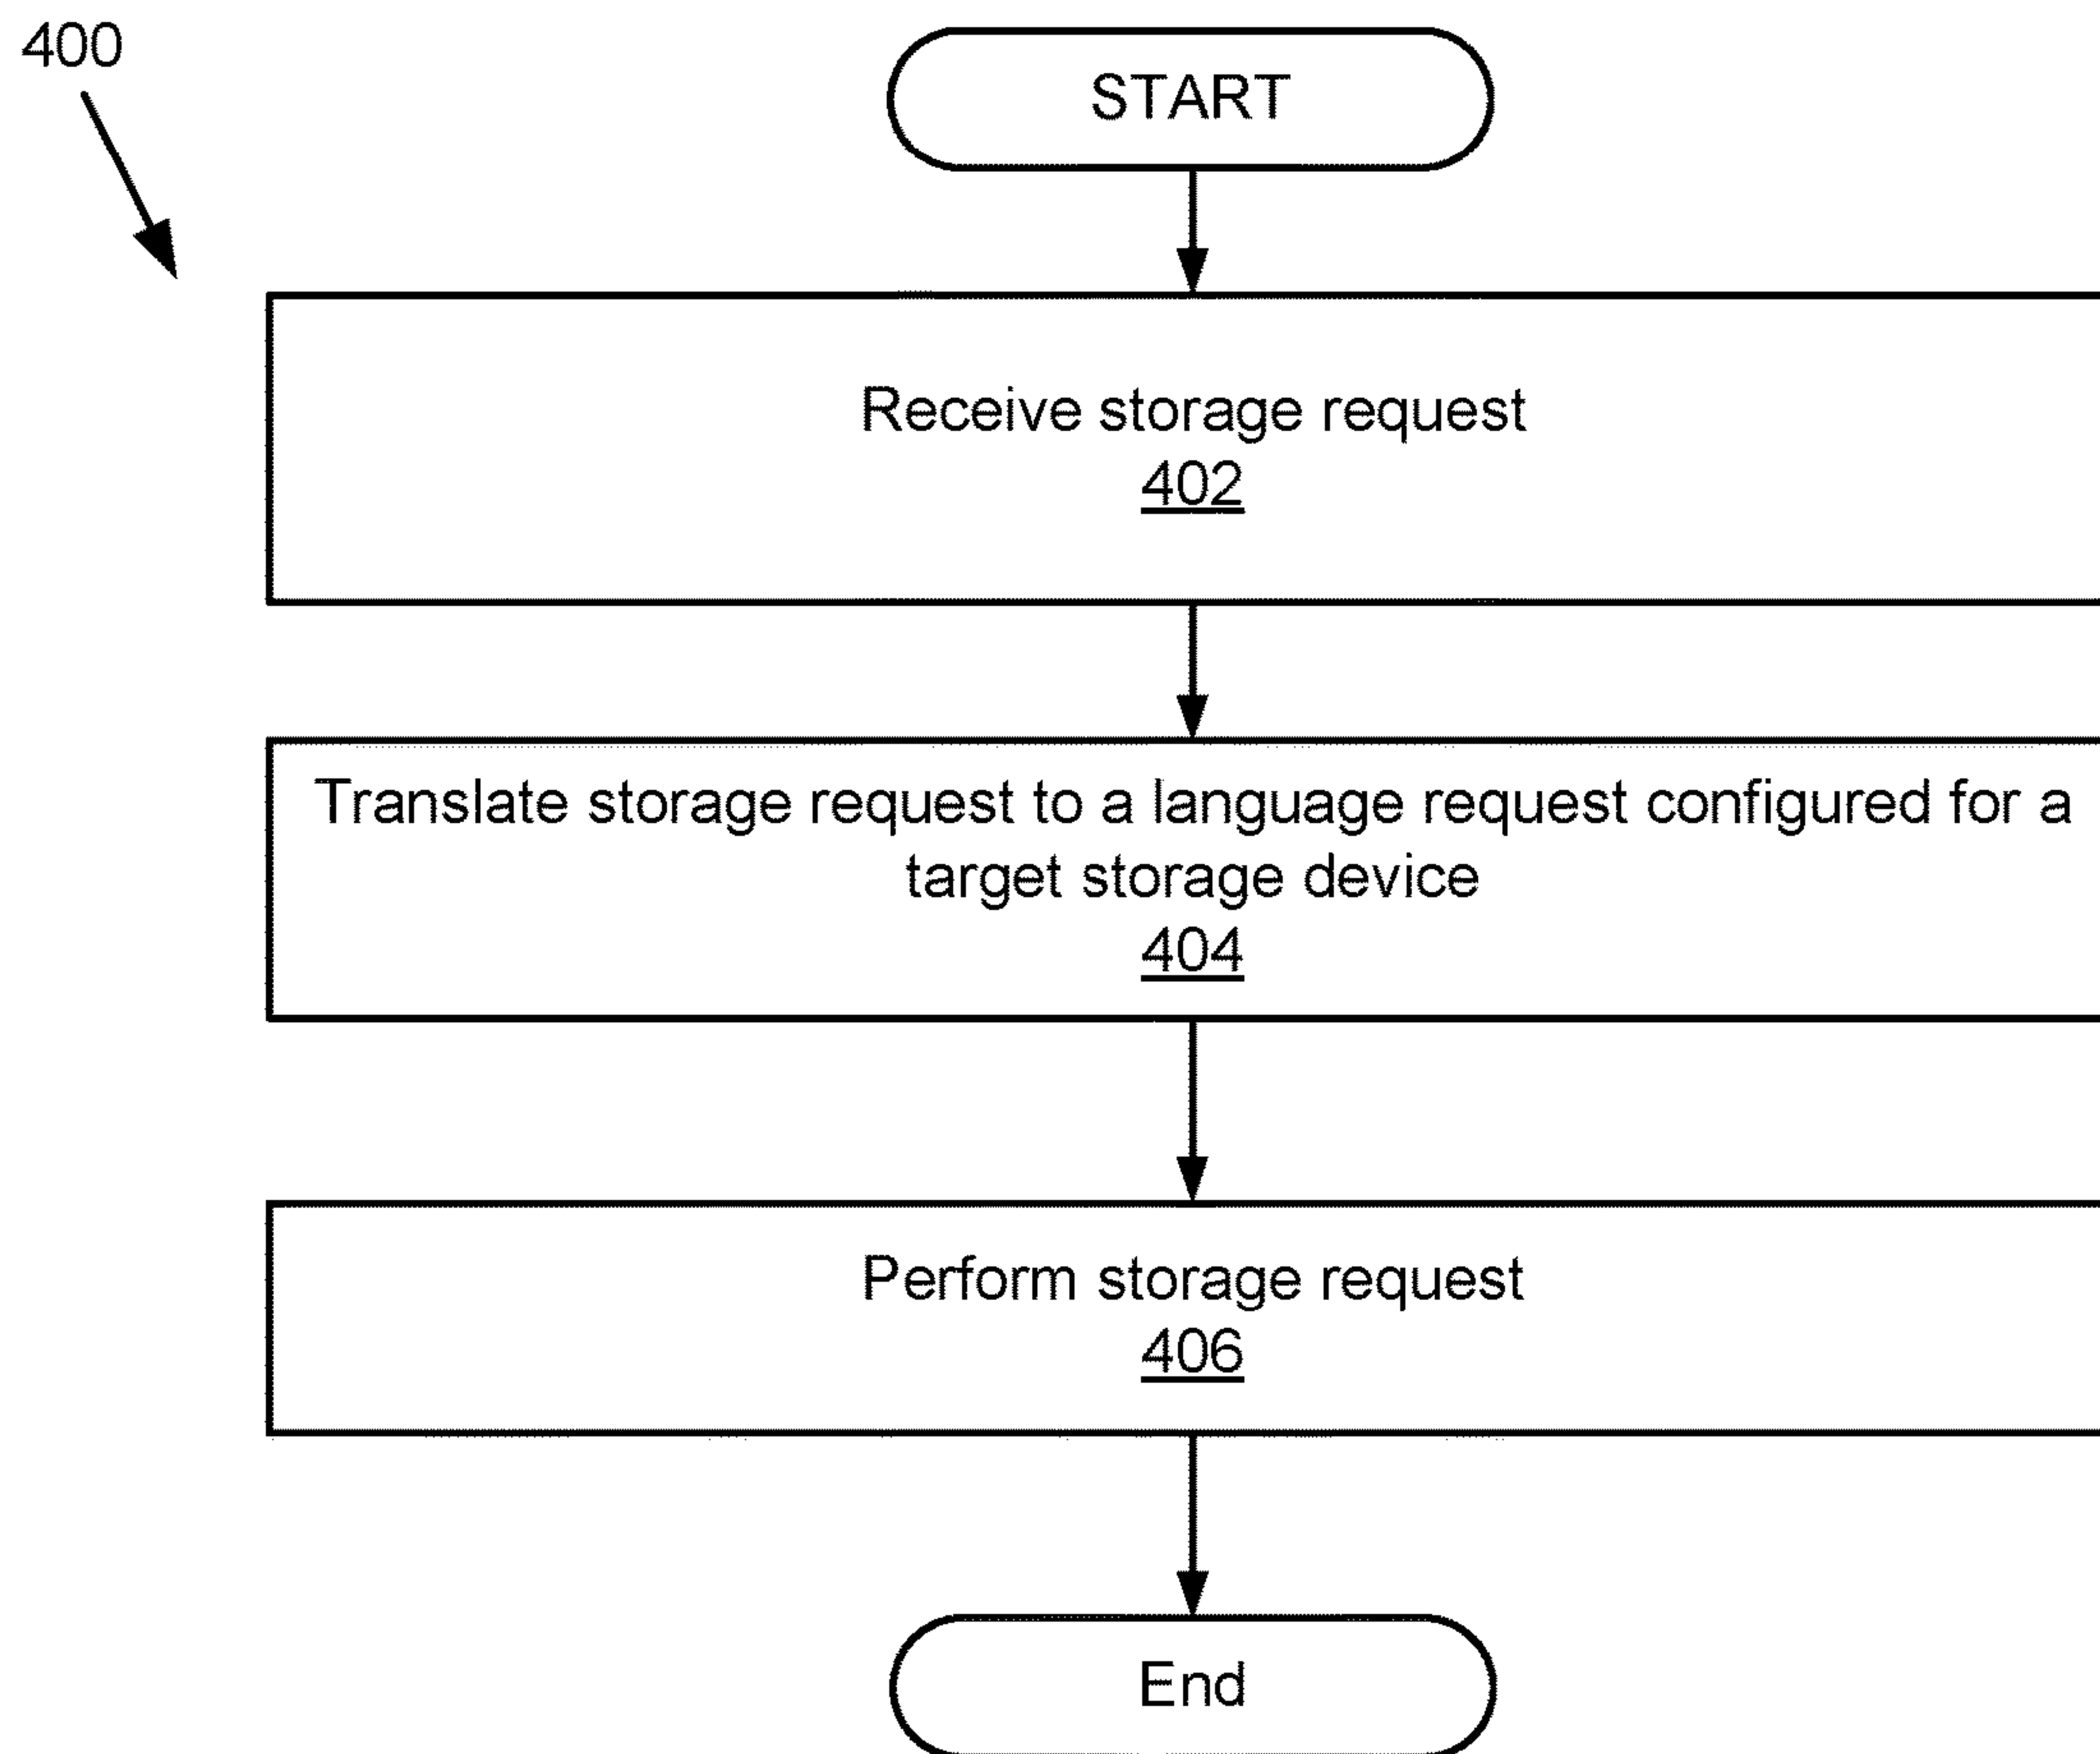 400
START
Receive storage request
402
Translate storage request to a language request configured for a
target storage device
404
Perform storage request
406
End